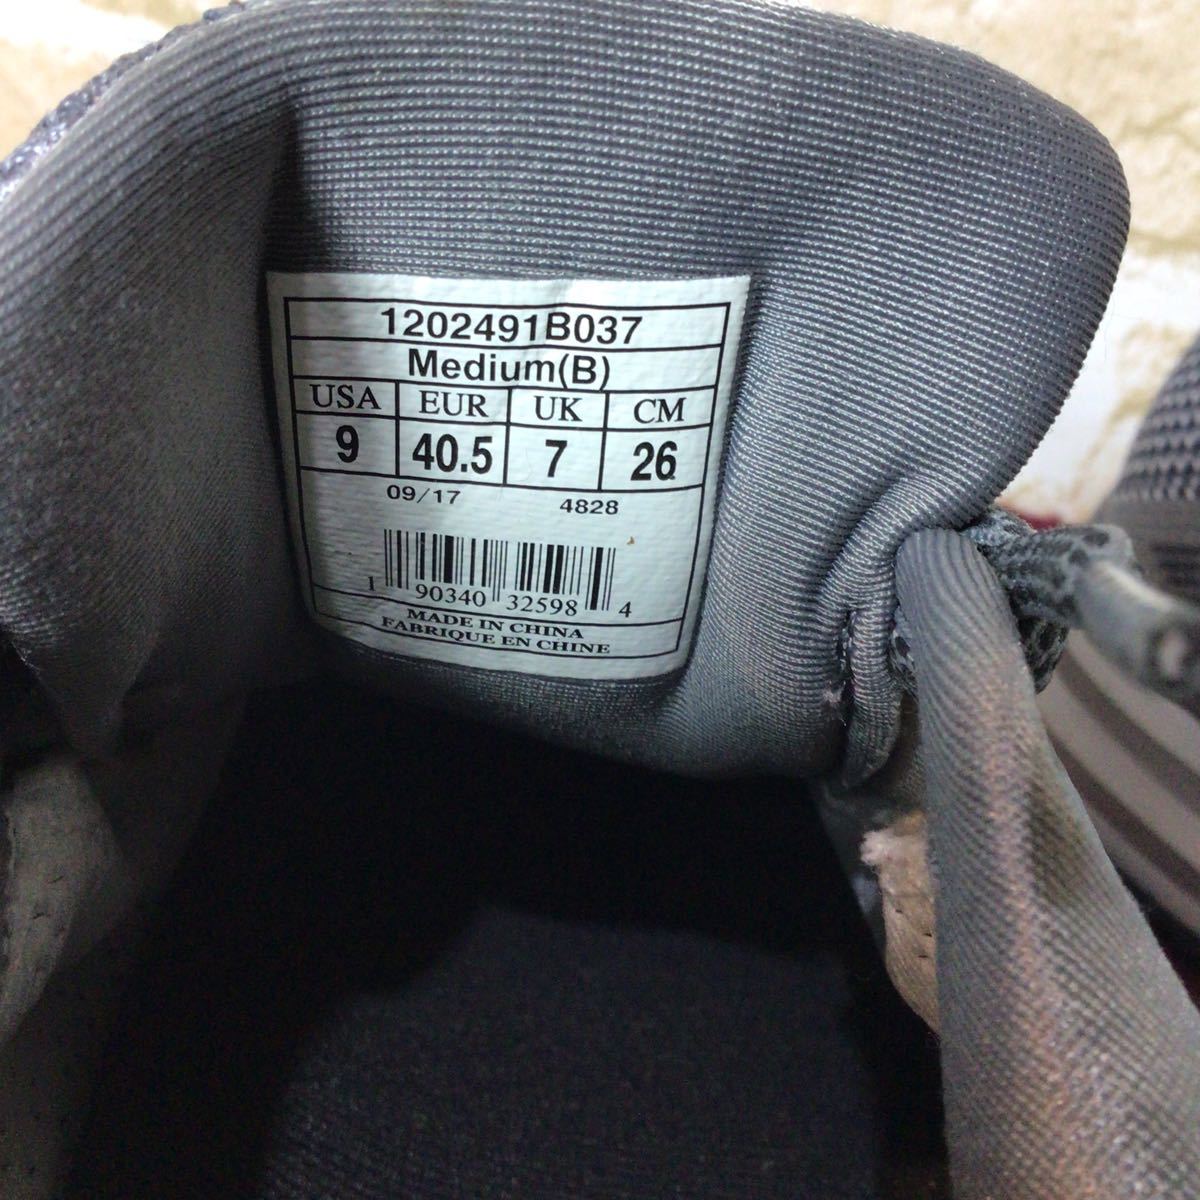 1202491B037
Medium(B)
USA EUR UK CM
9 40.5 7 26
09/17 4828
1 90340 32598 4
MADE IN CHINA
FABRIQUE EN CHINE